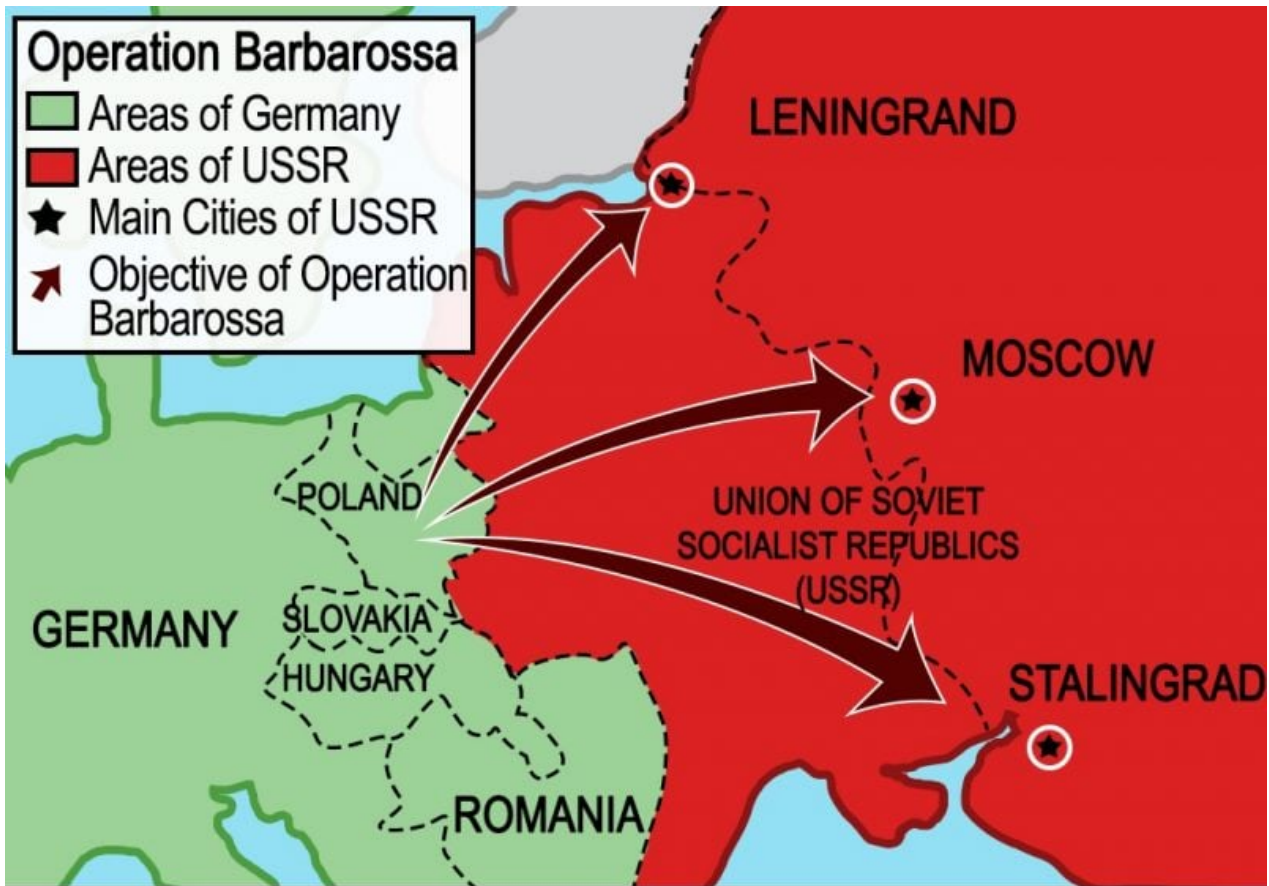 Operation Barbarossa
Areas of Germany
Areas of USSR
Main Cities of USSR
Objective of Operation
Barbarossa
LENINGRAND
MOSCOW
POLAND
UNION OF SOVIET
SOCIALIST REPUBLICS
(USSR)
GERMANY
SLOVAKIA
HUNGARY
STALINGRAD
ROMANIA